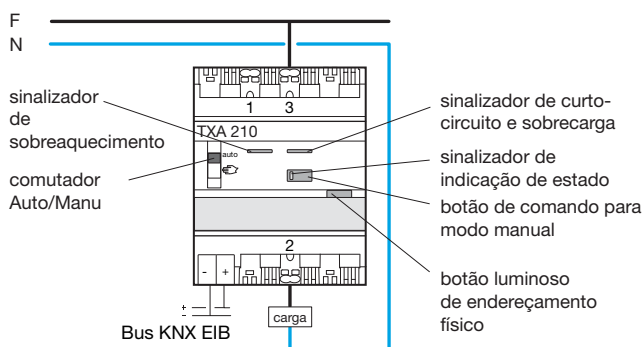 F
N
sinalizador
de
sobreaquecimento
comutador
Auto/Manu
1 3
TXA 210
auto
2
- +
+
-
Bus KNX EIB
carga
sinalizador de curto-
circuito e sobrecarga
sinalizador de
indicação de estado
botão de comando para
modo manual
botão luminoso
de endereçamento
físico